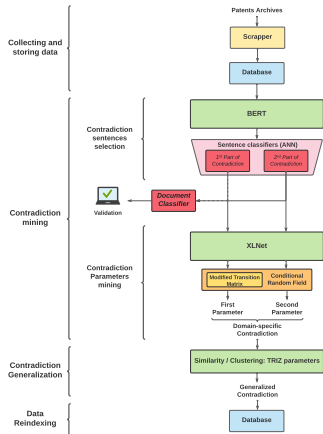 Patents Archives
Collecting and
storing data
Scrapper
Database
BERT
Contradiction
sentences
selection
Sentence classifiers (ANN)
1st Part of
Contradiction
2nd Part of
Contradiction
Document
Classifier
Validation
Contradiction
mining
XLNet
Contradiction
Parameters
mining
Modified Transition
Matrix
Conditional
Random Field
First
Parameter
Second
Parameter
Domain-specific
Contradiction
Contradiction
Generalization
Similarity / Clustering: TRIZ parameters
Generalized
Contradiction
Data
Reindexing
Database